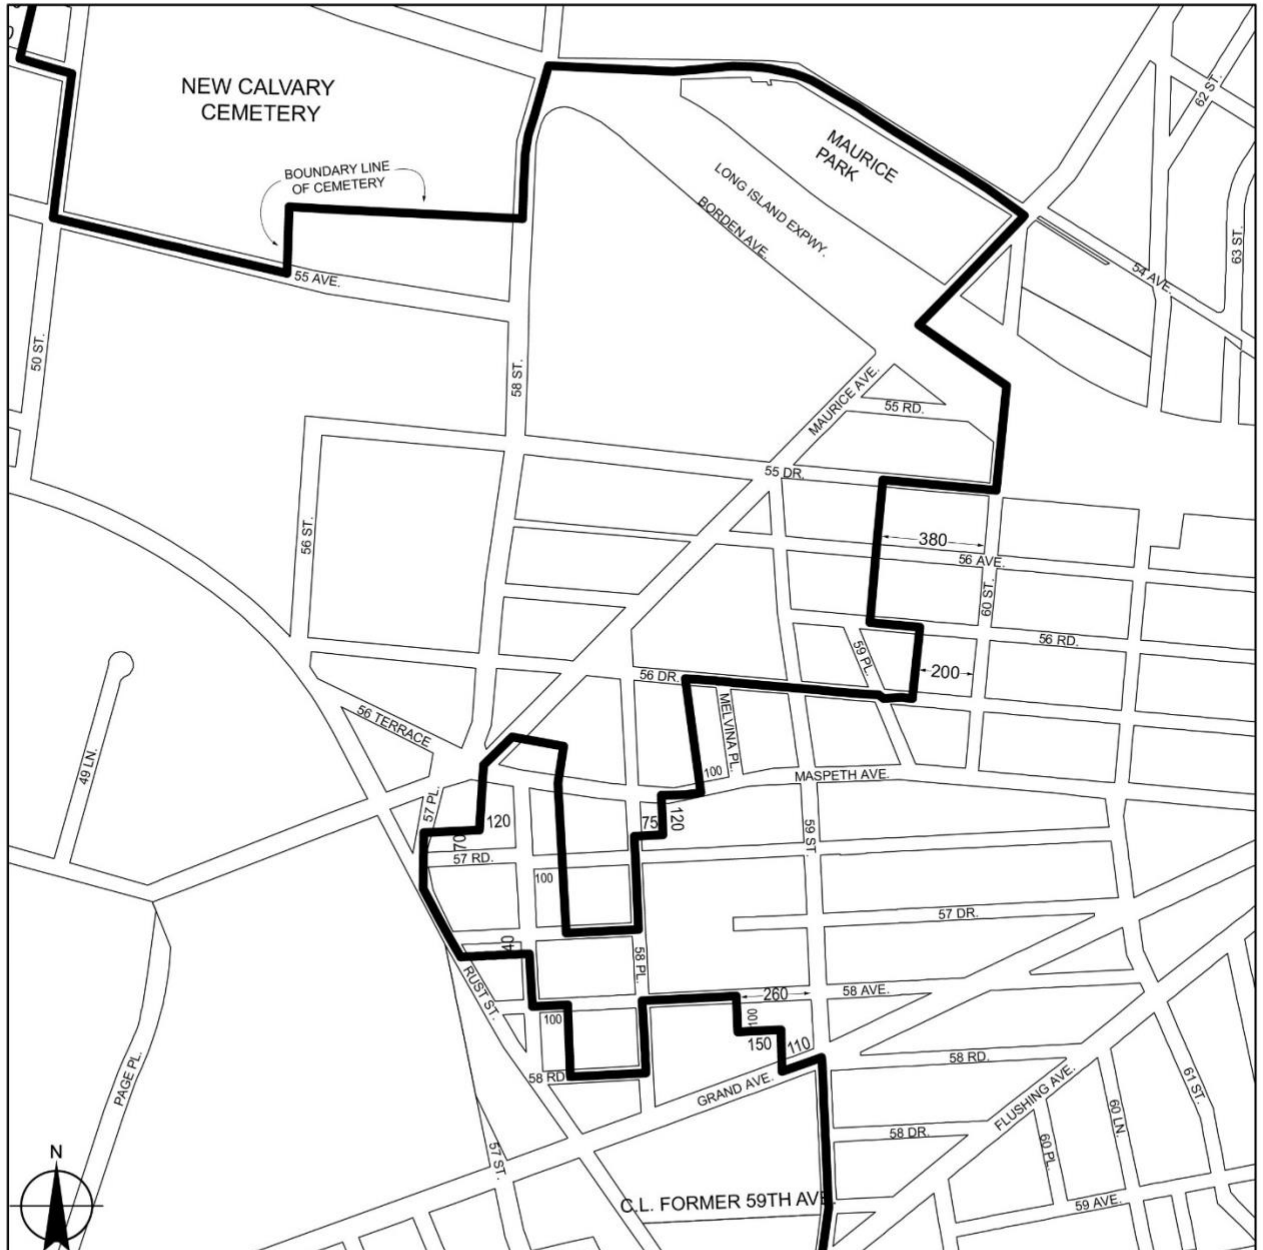 62 ST.
NEW CALVARY
CEMETERY
MAURICE
PARK
BOUNDARY LINE
OF CEMETERY
LONG ISLAND EXPWY.
BORDEN AVE.
63 ST.
54 AVE.
55 AVE.
50 ST.
58 ST.
MAURICE AVE.
55 RD.
55 DR.
56 ST.
380
56 AVE.
60 ST.
56 RD.
59 PL.
200
56 DR.
MELVINA PL.
56 TERRACE
49 LN.
100
MASPETH AVE.
57 PL.
120
75
120
59 ST.
70
57 RD.
100
57 DR.
40
58 PL.
RUST ST.
260
58 AVE.
100
100
150
110
58 RD.
58 RD
GRAND AVE.
PAGE PL.
FLUSHING AVE.
61 ST.
60 LN.
58 DR.
60 PL.
57 ST.
N
C.L. FORMER 59TH AVE.
59 AVE.